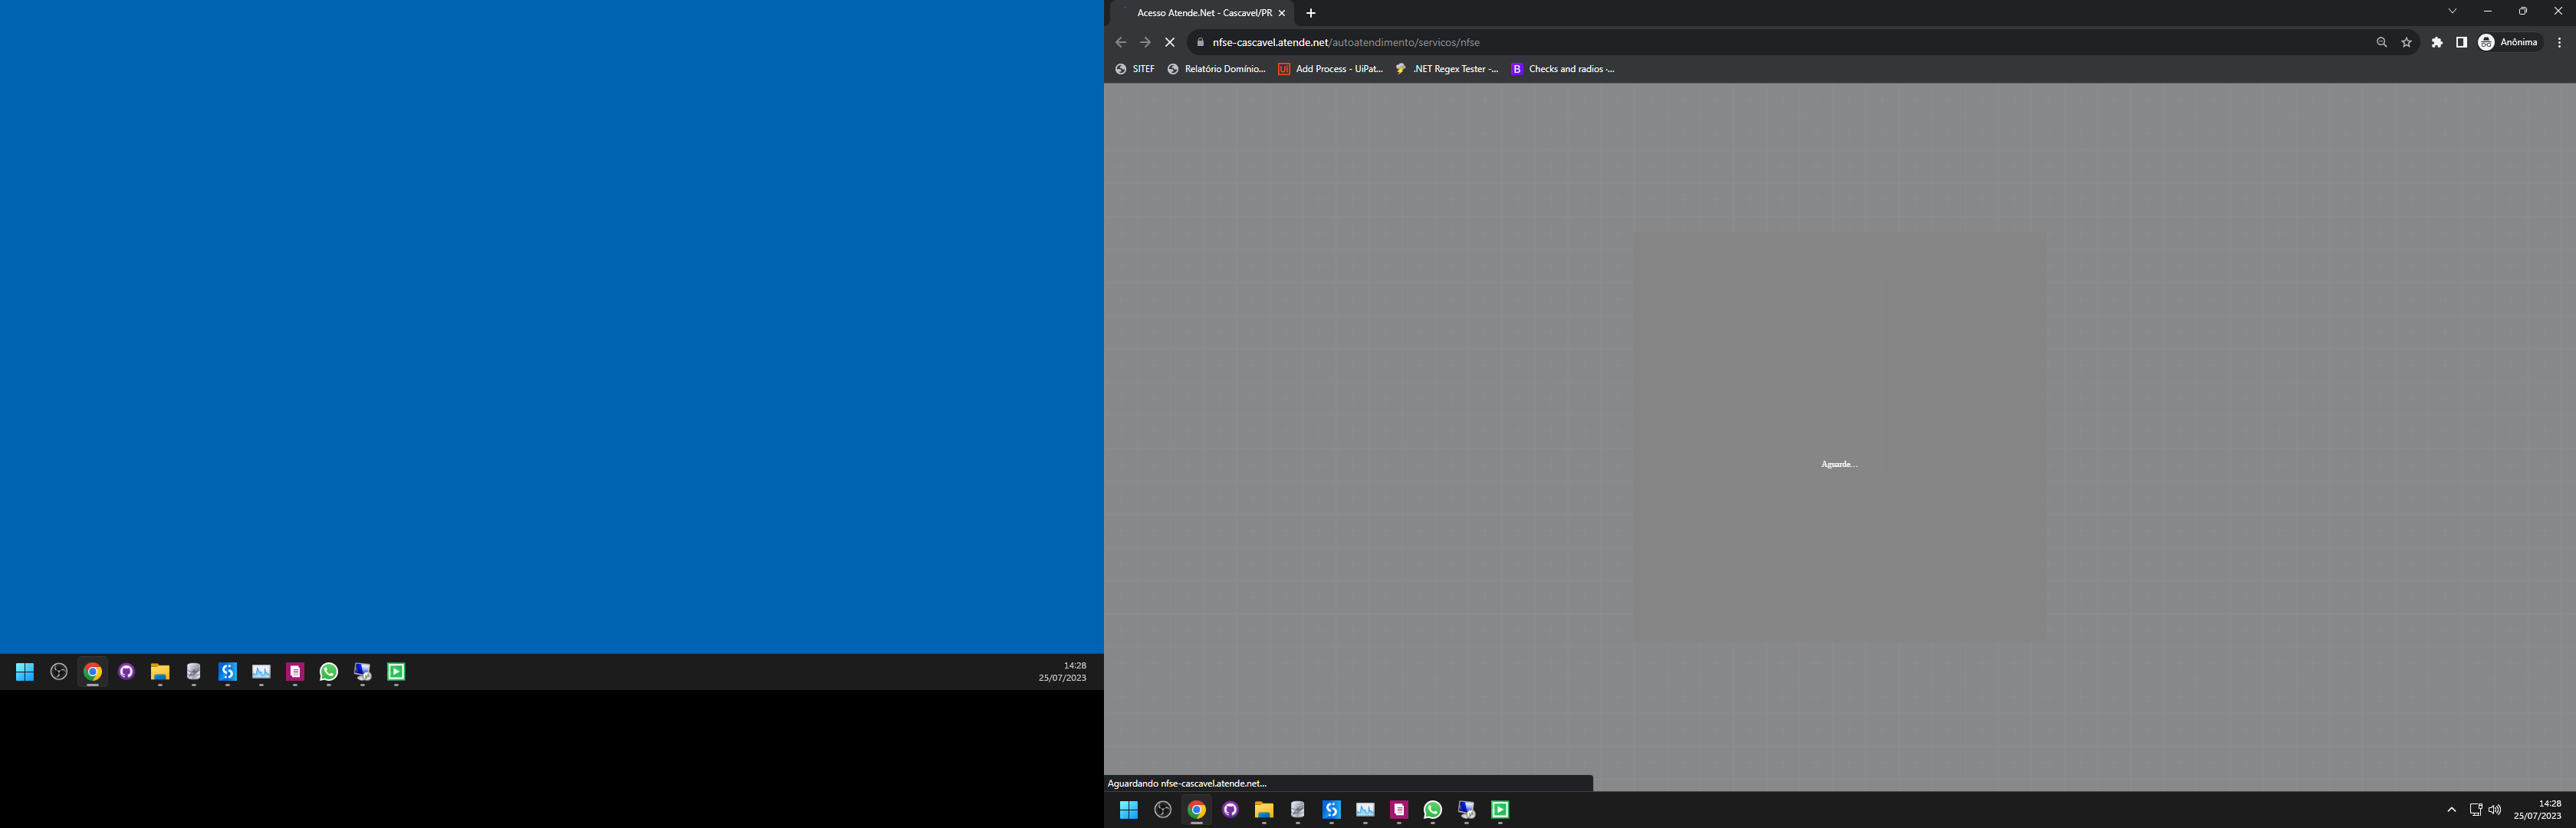 14:28
25/07/2023
Acesso Atende.Net - Cascavel/PR
nfse-cascavel.atende.net/autoatendimento/servicos/nfse
Anônima
SITEF
Relatório Domínio...
Ui
Add Process - UiPat...
.NET Regex Tester -...
B
Checks and radios ·...
Aguarde...
Aguardando nfse-cascavel.atende.net...
14:28
25/07/2023